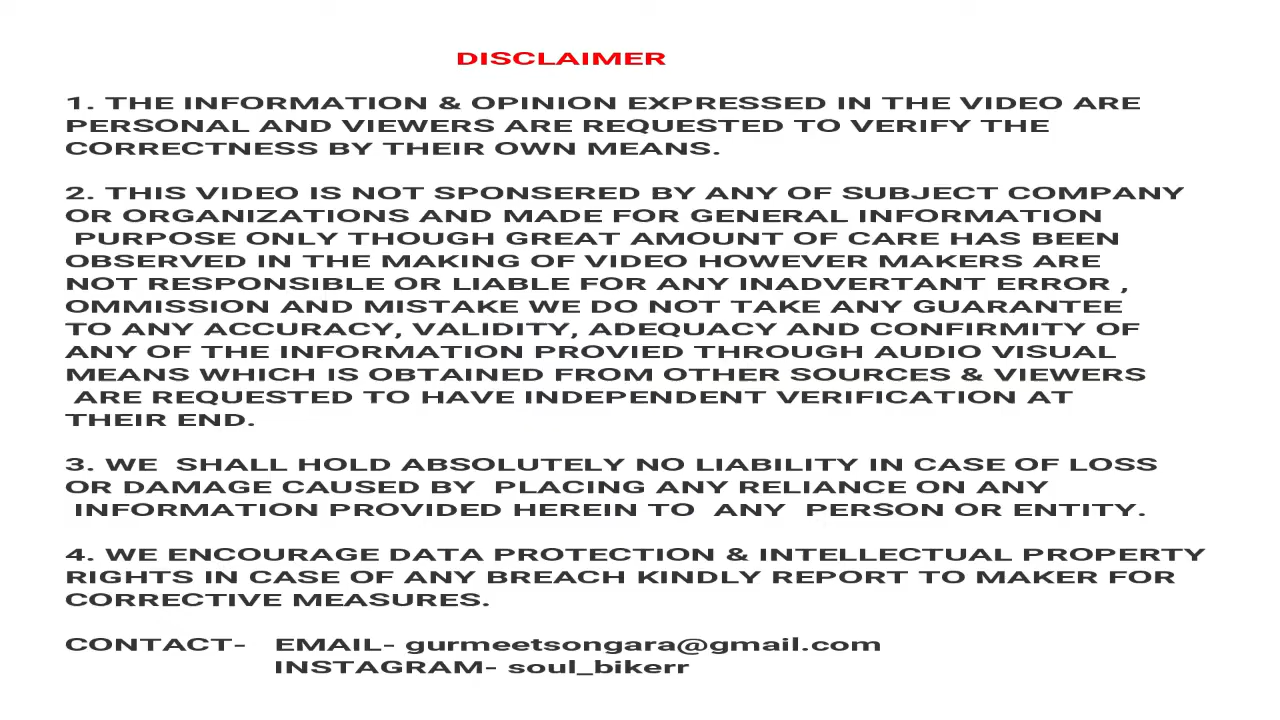 DISCLAIMER
1. THE INFORMATION & OPINION EXPRESSED IN THE VIDEO ARE
PERSONAL AND VIEWERS ARE REQUESTED TO VERIFY THE
CORRECTNESS BY THEIR OWN MEANS.
2. THIS VIDEO IS NOT SPONSERED BY ANY OF SUBJECT COMPANY
OR ORGANIZATIONS AND MADE FOR GENERAL INFORMATION
PURPOSE ONLY THOUGH GREAT AMOUNT OF CARE HAS BEEN
OBSERVED IN THE MAKING OF VIDEO HOWEVER MAKERS ARE
NOT RESPONSIBLE OR LIABLE FOR ANY INADVERTANT ERROR ,
OMMISSION AND MISTAKE WE DO NOT TAKE ANY GUARANTEE
TO ANY ACCURACY, VALIDITY, ADEQUACY AND CONFIRMITY OF
ANY OF THE INFORMATION PROVIED THROUGH AUDIO VISUAL
MEANS WHICH IS OBTAINED FROM OTHER SOURCES & VIEWERS
ARE REQUESTED TO HAVE INDEPENDENT VERIFICATION AT
THEIR END.
3. WE SHALL HOLD ABSOLUTELY NO LIABILITY IN CASE OF LOSS
OR DAMAGE CAUSED BY PLACING ANY RELIANCE ON ANY
INFORMATION PROVIDED HEREIN TO ANY PERSON OR ENTITY.
4. WE ENCOURAGE DATA PROTECTION & INTELLECTUAL PROPERTY
RIGHTS IN CASE OF ANY BREACH KINDLY REPORT TO MAKER FOR
CORRECTIVE MEASURES.
CONTACT- EMAIL- gurmeetsongara@gmail.com
INSTAGRAM- soul_bikerr